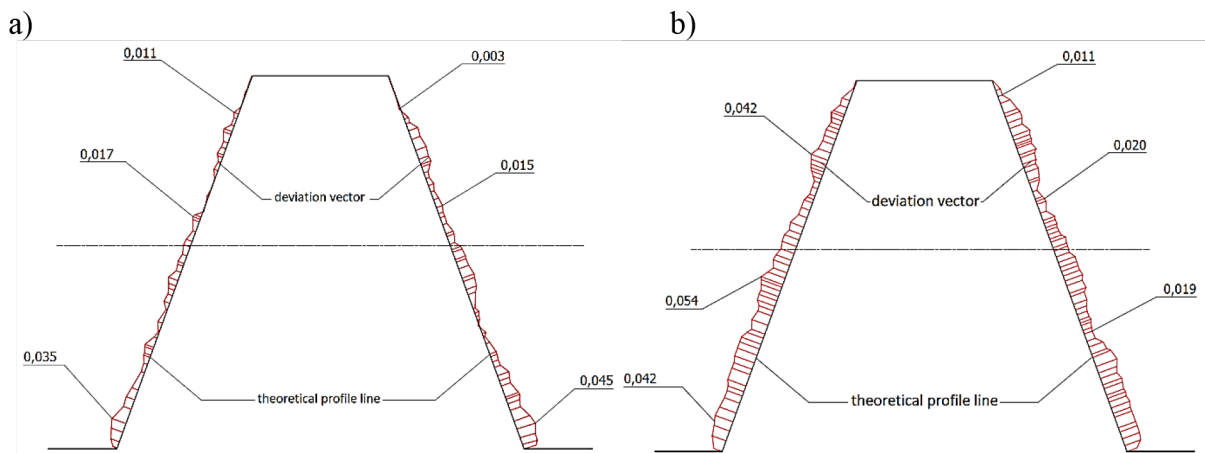 a)
b)
0,011
0,003
0,017
0,015
deviation vector
0,035
0,045
theoretical profile line
0,042
0,011
0,020
deviation vector
0,054
0,019
0,042
theoretical profile line